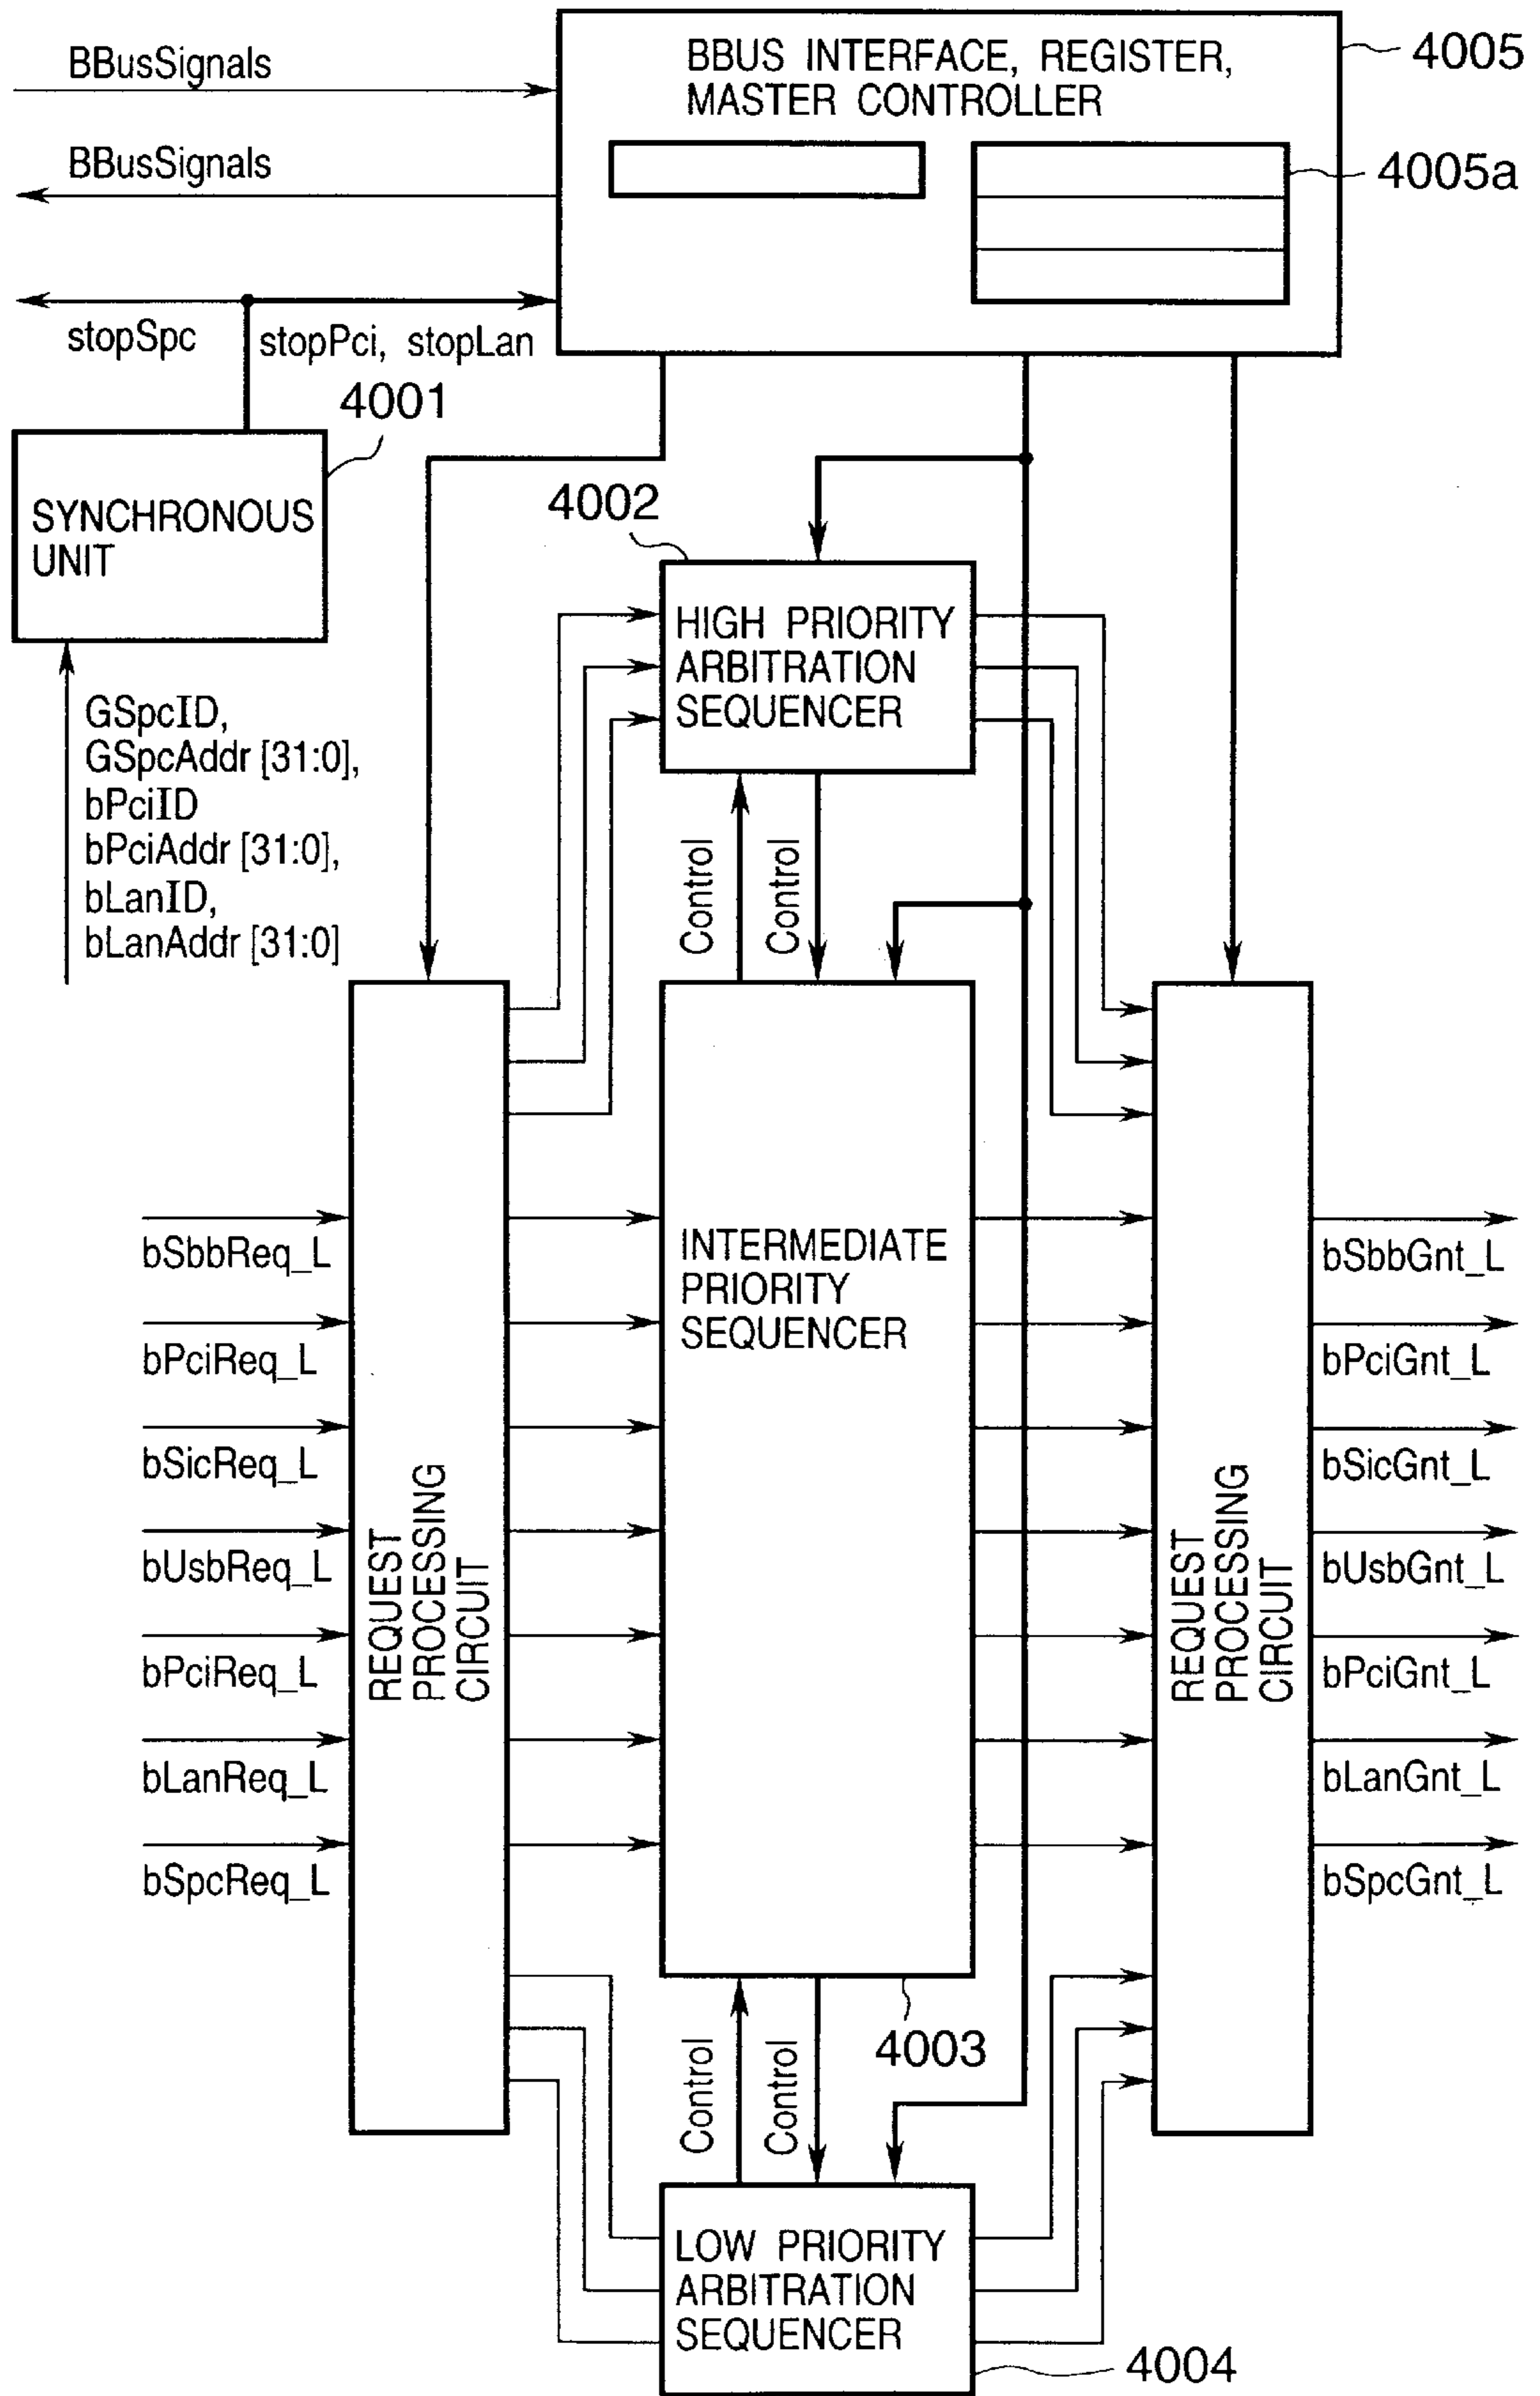 BBusSignals
BBUS INTERFACE, REGISTER,
MASTER CONTROLLER
4005
BBusSignals
4005a
stopSpc
stopPci, stopLan
4001
SYNCHRONOUS
UNIT
4002
HIGH PRIORITY
ARBITRATION
SEQUENCER
GSpcID,
GSpcAddr [31:0],
bPciID
bPciAddr [31:0],
bLanID,
bLanAddr [31:0]
Control
Control
bSbbReq_L
bPciReq_L
bSicReq_L
bUsbReq_L
bPciReq_L
bLanReq_L
bSpcReq_L
REQUEST
PROCESSING
CIRCUIT
INTERMEDIATE
PRIORITY
SEQUENCER
REQUEST
PROCESSING
CIRCUIT
bSbbGnt_L
bPciGnt_L
bSicGnt_L
bUsbGnt_L
bPciGnt_L
bLanGnt_L
bSpcGnt_L
4003
Control
Control
LOW PRIORITY
ARBITRATION
SEQUENCER
4004